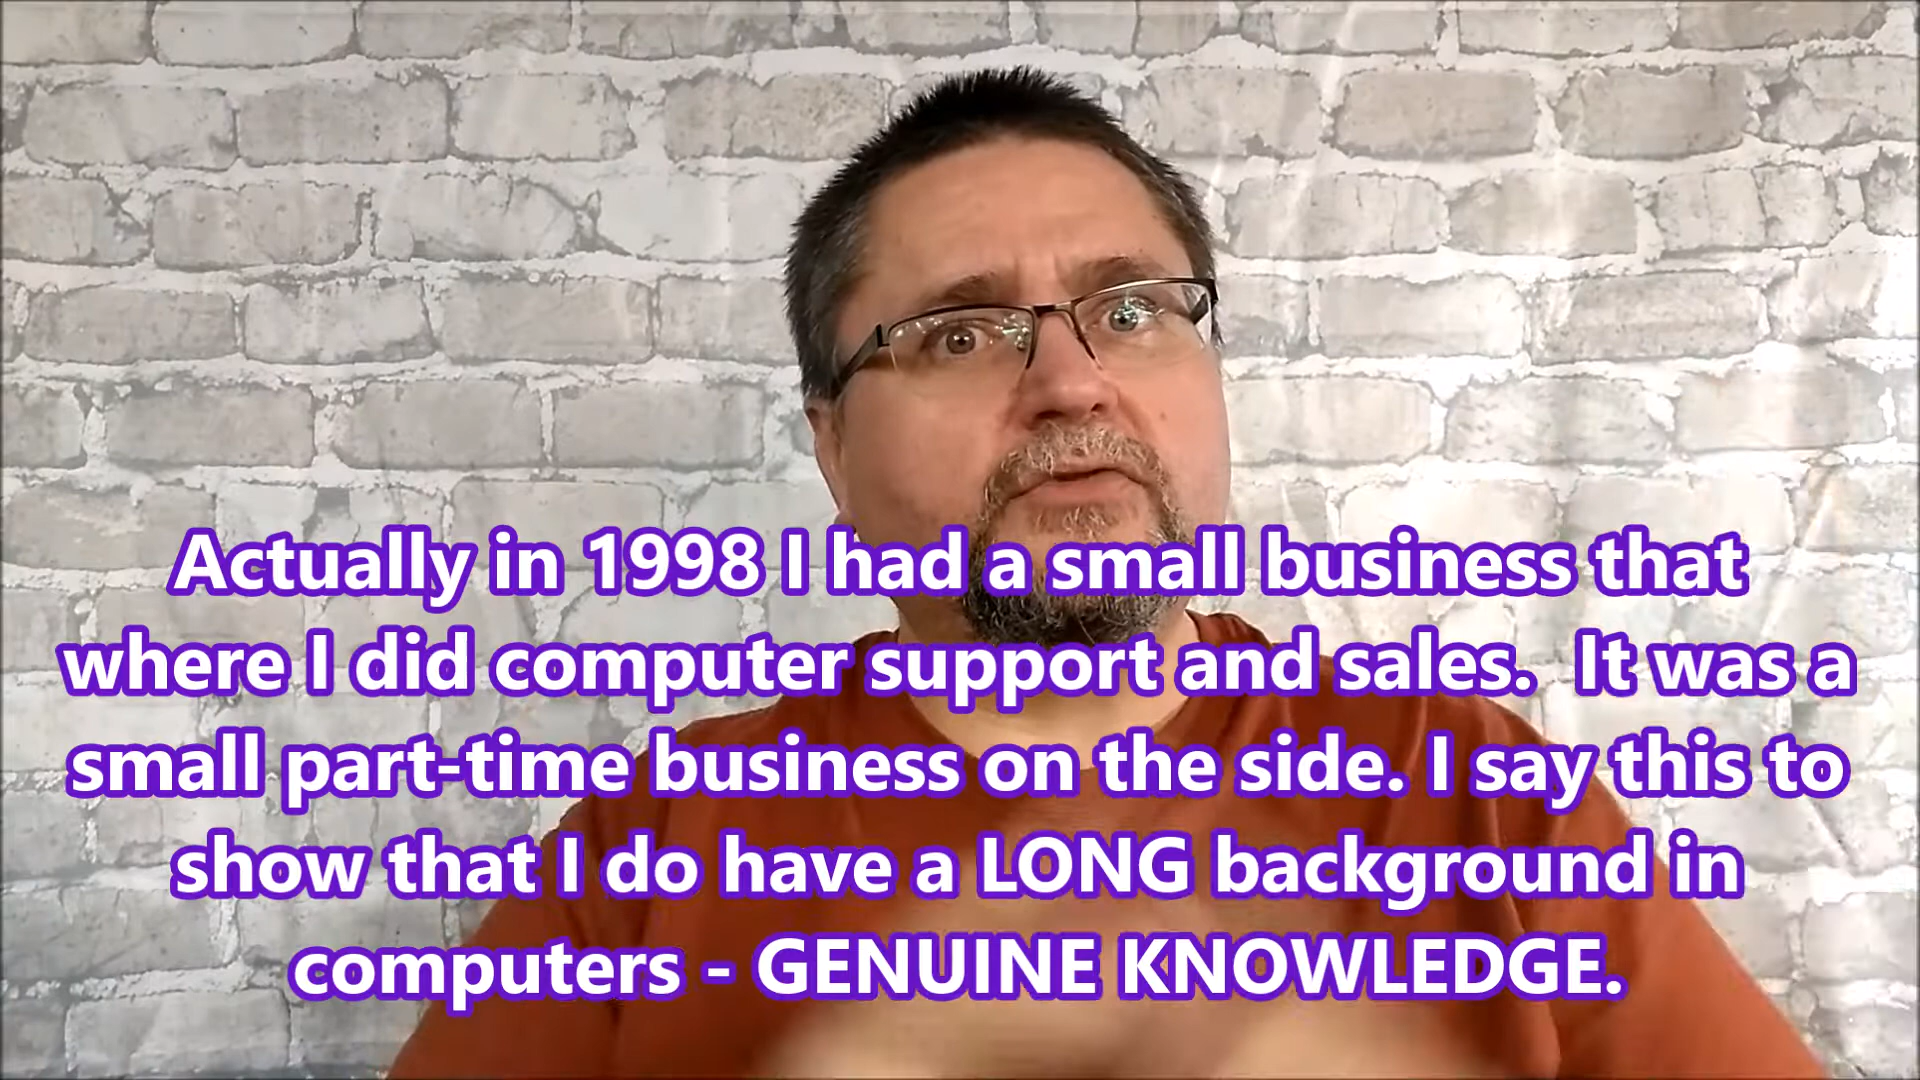 Actually in 1998 I had a small business that
where I did computer support and sales.  It was a
small part-time business on the side. I say this to
show that I do have a LONG background in
computers - GENUINE KNOWLEDGE.